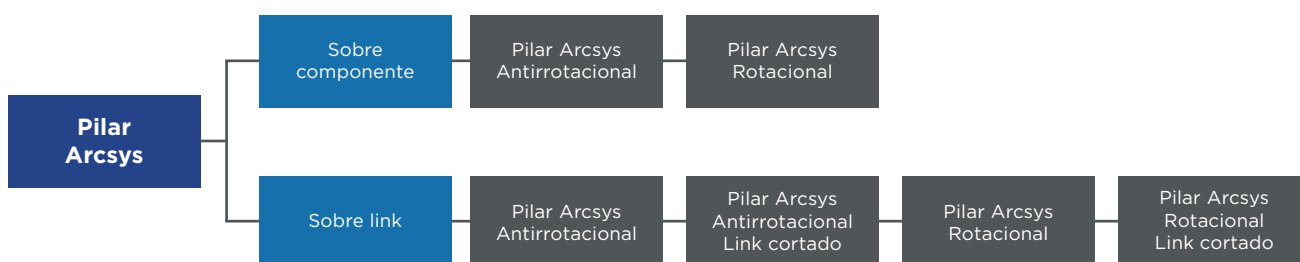 Pilar
Arcsys
Sobre
componente
Pilar Arcsys
Antirrotacional
Pilar Arcsys
Rotacional
Sobre link
Pilar Arcsys
Antirrotacional
Pilar Arcsys
Antirrotacional
Link cortado
Pilar Arcsys
Rotacional
Pilar Arcsys
Rotacional
Link cortado